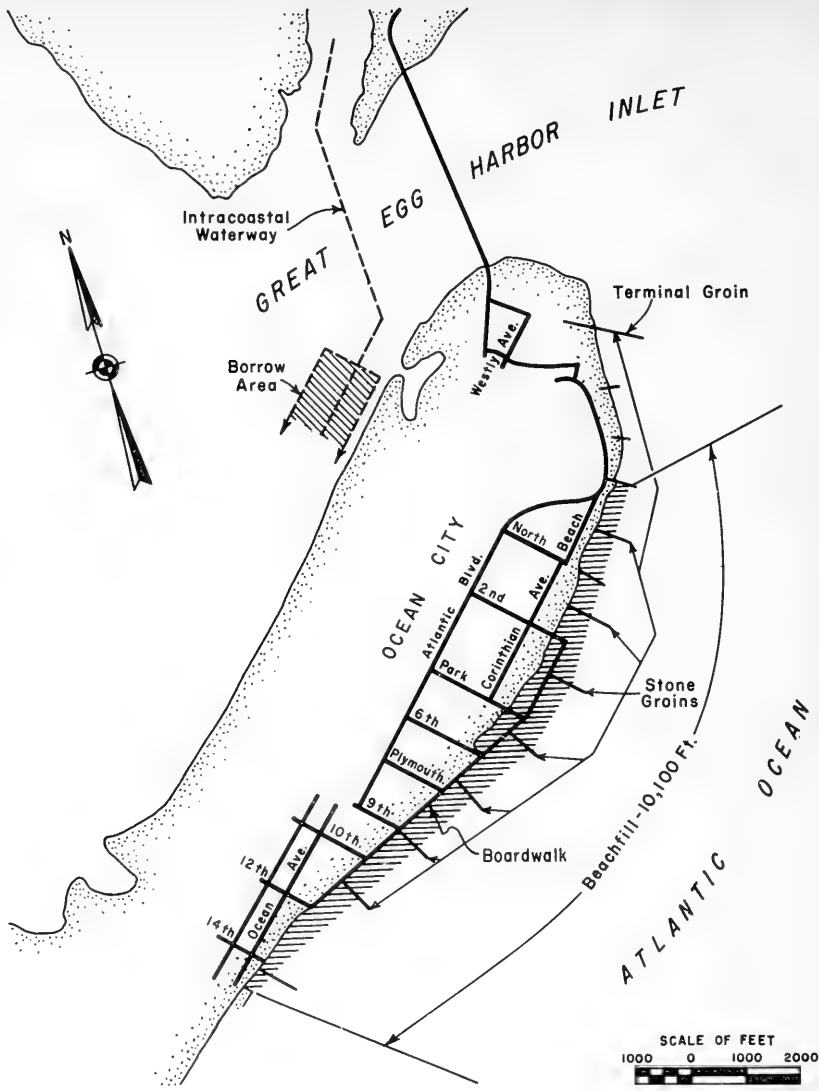 HARBOR INLET
GREAT EGG
Intracoastal
Waterway
N
Terminal Groin
Westly Ave.
Borrow
Area
North
Beach
Atlantic Blvd.
OCEAN CITY
2nd
Corinthian Ave.
Park
Stone
Grains
6th
Plymouth.
9th
10th.
Boardwalk
Beachfill-10,100 Ft.
ATLANTIC OCEAN
12th
Ocean Ave.
14th
SCALE OF FEET
1000 0 1000 2000